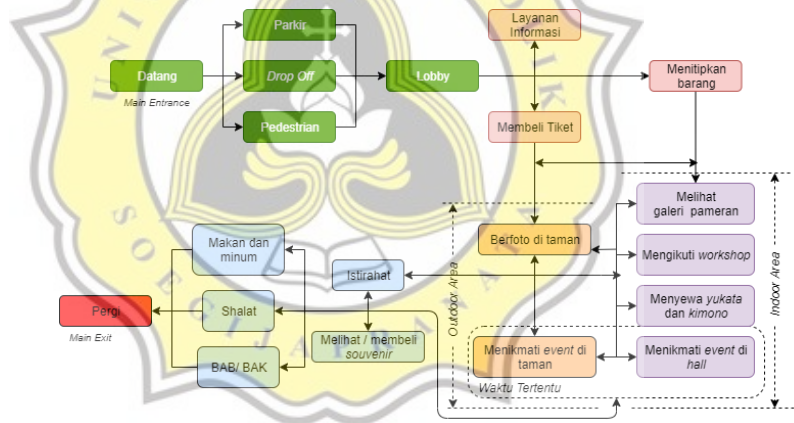 Parkir
Layanan
Informasi
Datang
Drop Off
Lobby
Menitipkan
barang
Main Entrance
Pedestrian
Membeli Tiket
Melihat
galeri pameran
Makan dan
minum
Berfoto di taman
Mengikuti workshop
Istirahat
Outdoor Area
Indoor Area
Pergi
Shalat
Menyewa yukata
dan kimono
Main Exit
Melihat / membeli
souvenir
Menikmati event di
taman
Menikmati event di
hall
BAB/ BAK
Waktu Tertentu
SOEGIJAPRANATA